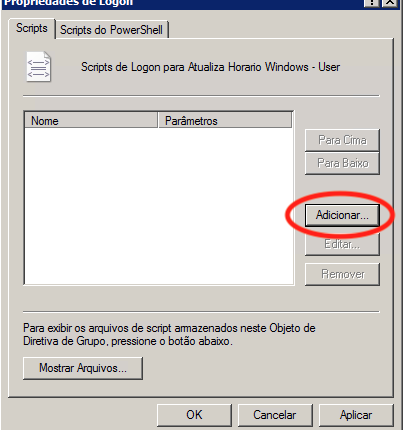 Propriedades de Logon
Scripts
Scripts do PowerShell
Scripts de Logon para Atualiza Horario Windows - User
Nome
Parâmetros
Para Cima
Para Baixo
Adicionar...
Editar...
Remover
Para exibir os arquivos de script amazenados neste Objeto de
Diretiva de Grupo, pressione o botão abaixo.
Mostrar Arquivos...
OK
Cancelar
Aplicar